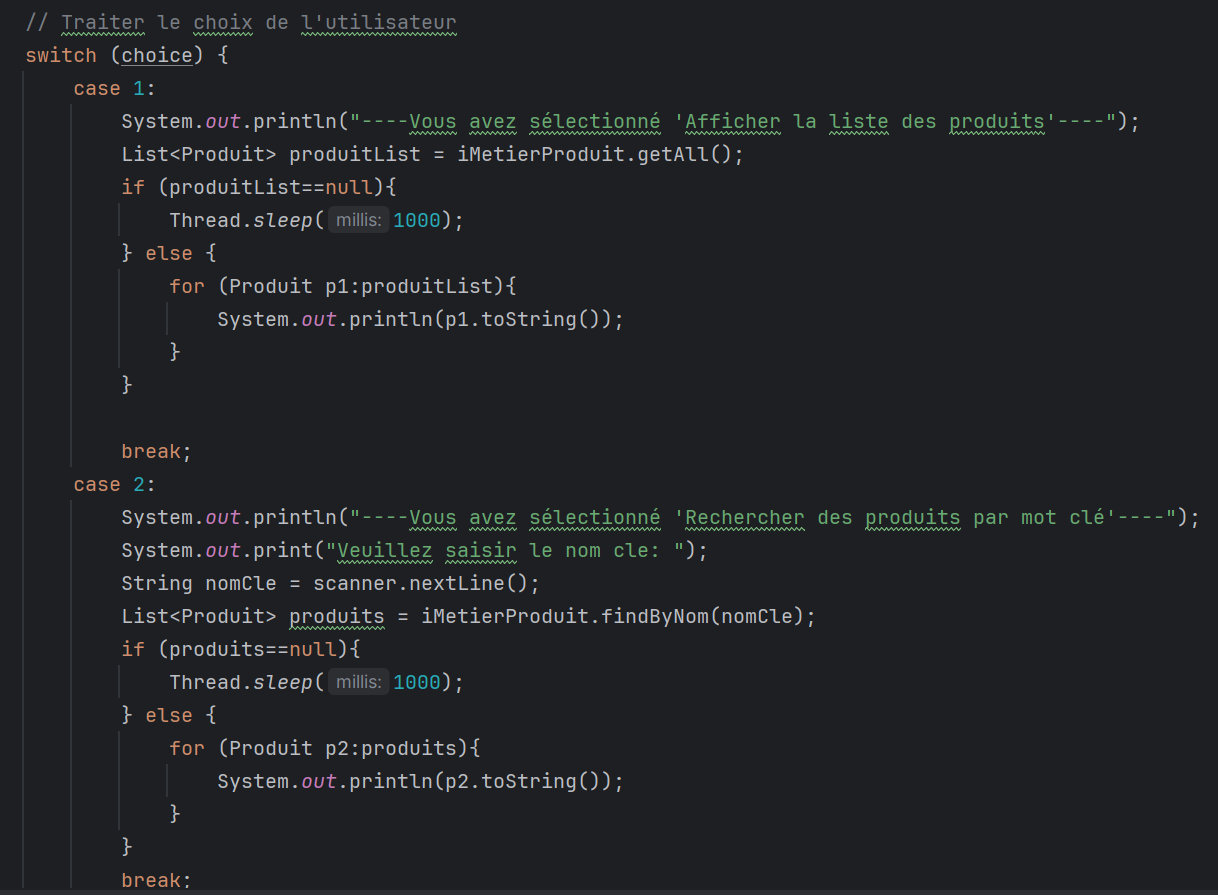 // Traiter le choix de l'utilisateur
switch (choice) {
case 1:
System.out.println("----Vous avez sélectionné 'Afficher la liste des produits'----");
List<Produit> produitList = iMetierProduit.getAll();
if (produitList==null){
Thread.sleep( millis: 1000);
} else {
for (Produit p1:produitList){
System.out.println(p1.toString());
}
}
break;
case 2:
System.out.println("----Vous avez sélectionné 'Rechercher des produits par mot clé'----");
System.out.print("Veuillez saisir le nom cle: ");
String nomCle = scanner.nextLine();
List<Produit> produits = iMetierProduit.findByNom(nomCle);
if (produits==null){
Thread.sleep( millis: 1000);
} else {
for (Produit p2:produits){
System.out.println(p2.toString());
}
}
break;